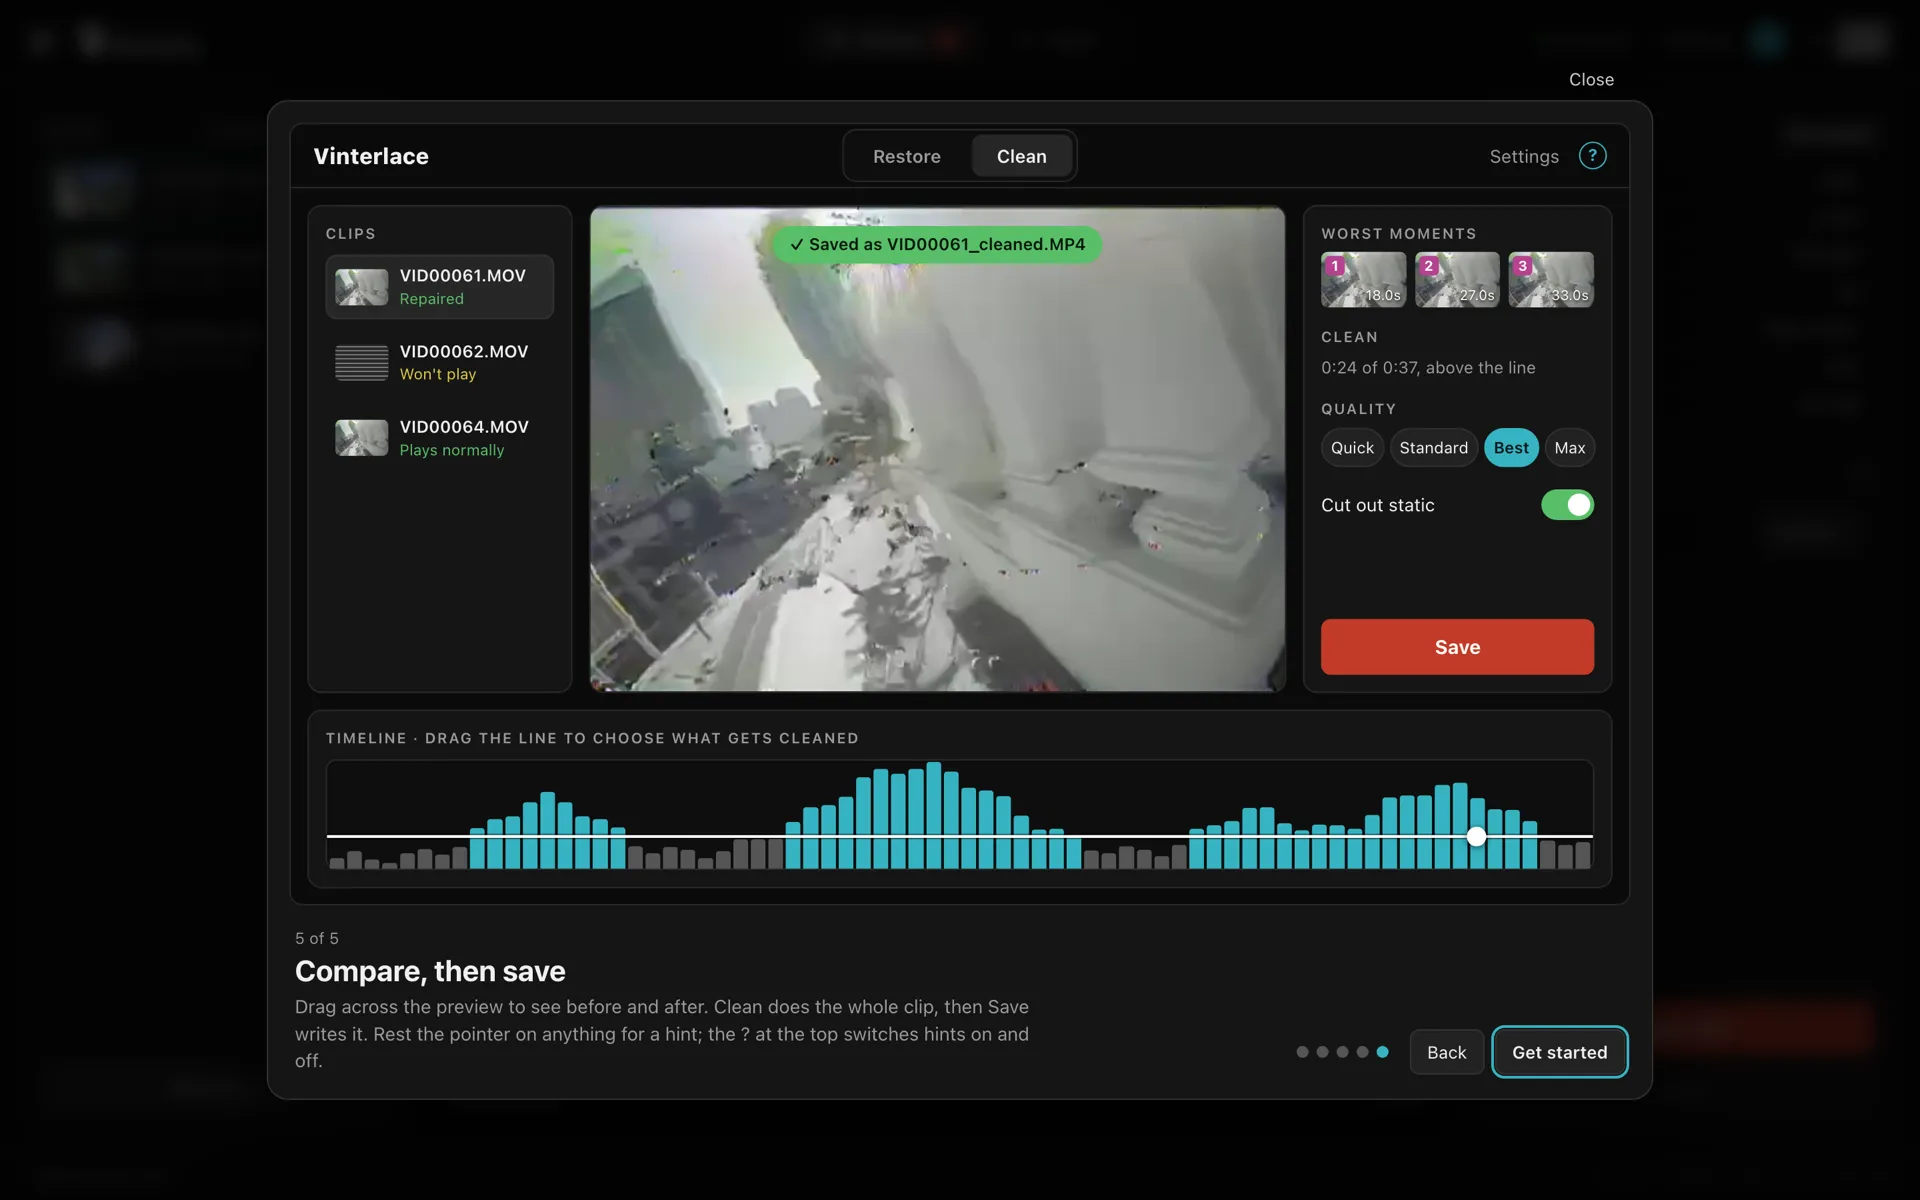 Close
Vinterlace
Restore
Clean
Settings
?
CLIPS
VID00061.MOV
Repaired
VID00062.MOV
Won't play
VID00064.MOV
Plays normally
✓ Saved as VID00061_cleaned.MP4
WORST MOMENTS
1
18.0s
2
27.0s
3
33.0s
CLEAN
0:24 of 0:37, above the line
QUALITY
Quick
Standard
Best
Max
Cut out static
Save
TIMELINE · DRAG THE LINE TO CHOOSE WHAT GETS CLEANED
5 of 5
Compare, then save
Drag across the preview to see before and after. Clean does the whole clip, then Save
writes it. Rest the pointer on anything for a hint; the ? at the top switches hints on and
off.
Back
Get started